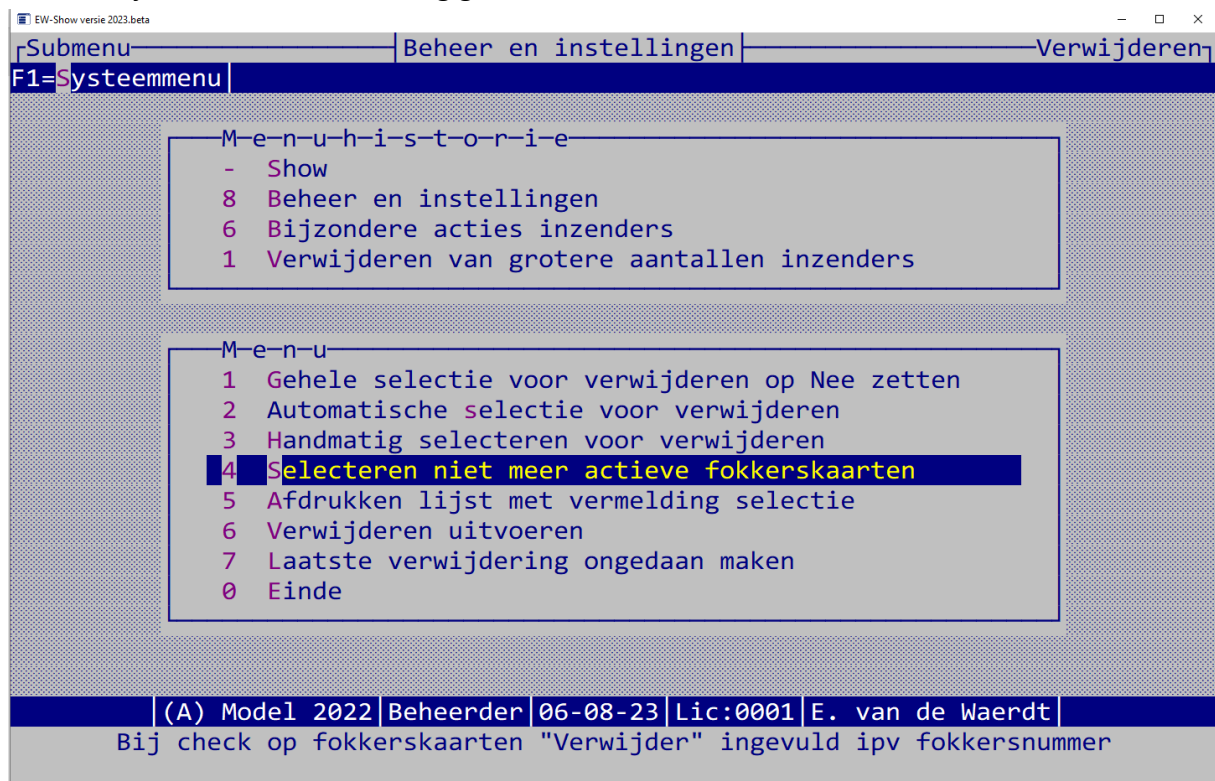 EW-Show versie 2023.beta
Submenu Beheer en instellingen Verwijderen
F1=Systeemmenu
M-e-n-u-h-i-s-t-o-r-i-e
- Show
8 Beheer en instellingen
6 Bijzondere acties inzenders
1 Verwijderen van grotere aantallen inzenders
M-e-n-u
1 Gehele selectie voor verwijderen op Nee zetten
2 Automatische selectie voor verwijderen
3 Handmatig selecteren voor verwijderen
4 Selecteren niet meer actieve fokkerskaarten
5 Afdrukken lijst met vermelding selectie
6 Verwijderen uitvoeren
7 Laatste verwijdering ongedaan maken
0 Einde
(A) Model 2022|Beheerder|06-08-23|Lic:0001|E. van de Waerdt|
Bij check op fokkerskaarten "Verwijder" ingevuld ipv fokkersnummer